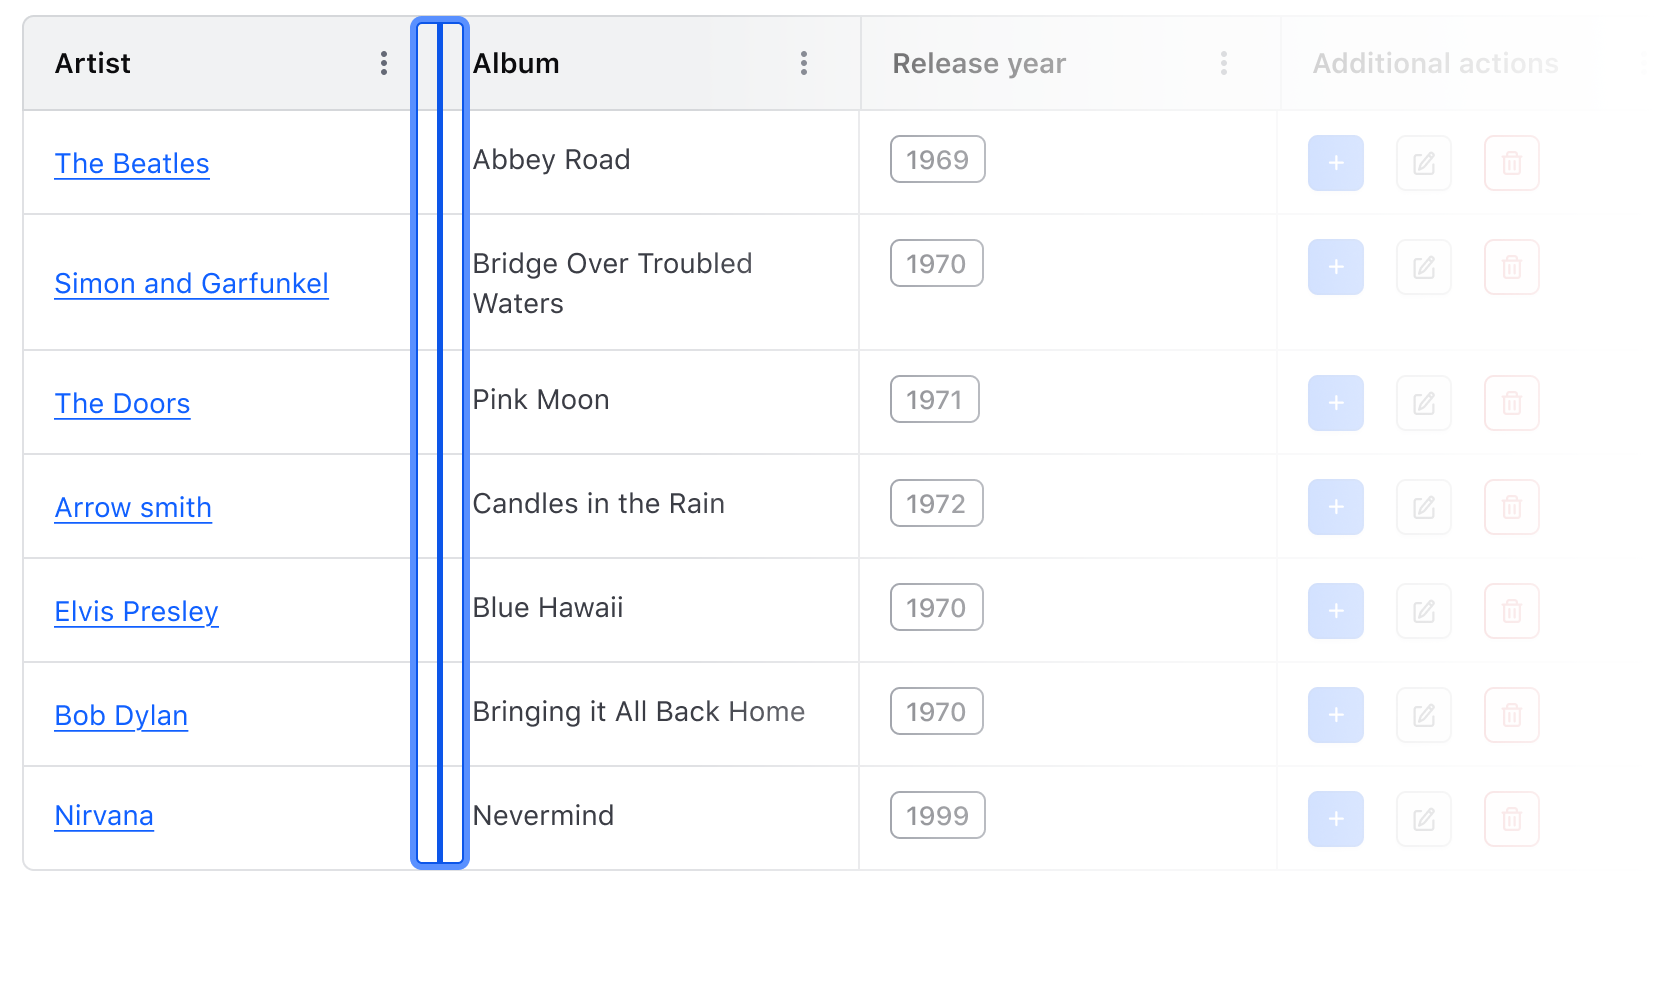 Artist Album Release year Additional actions
The Beatles Abbey Road 1969
Simon and Garfunkel Bridge Over Troubled Waters 1970
The Doors Pink Moon 1971
Arrow smith Candles in the Rain 1972
Elvis Presley Blue Hawaii 1970
Bob Dylan Bringing it All Back Home 1970
Nirvana Nevermind 1999